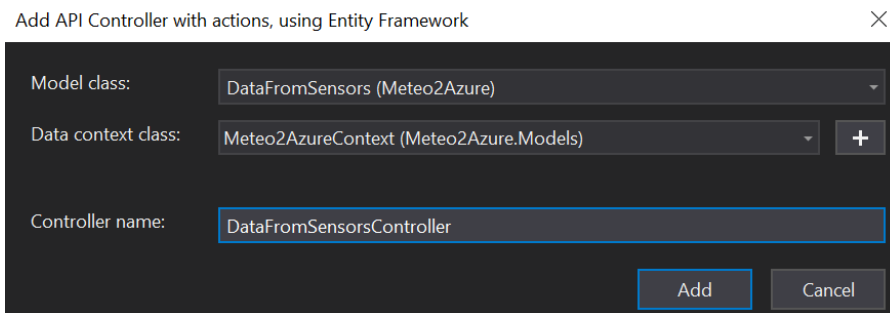 Add API Controller with actions, using Entity Framework
Model class:
DataFromSensors (Meteo2Azure)
Data context class:
Meteo2AzureContext (Meteo2Azure.Models)
Controller name:
DataFromSensorsController
Add
Cancel